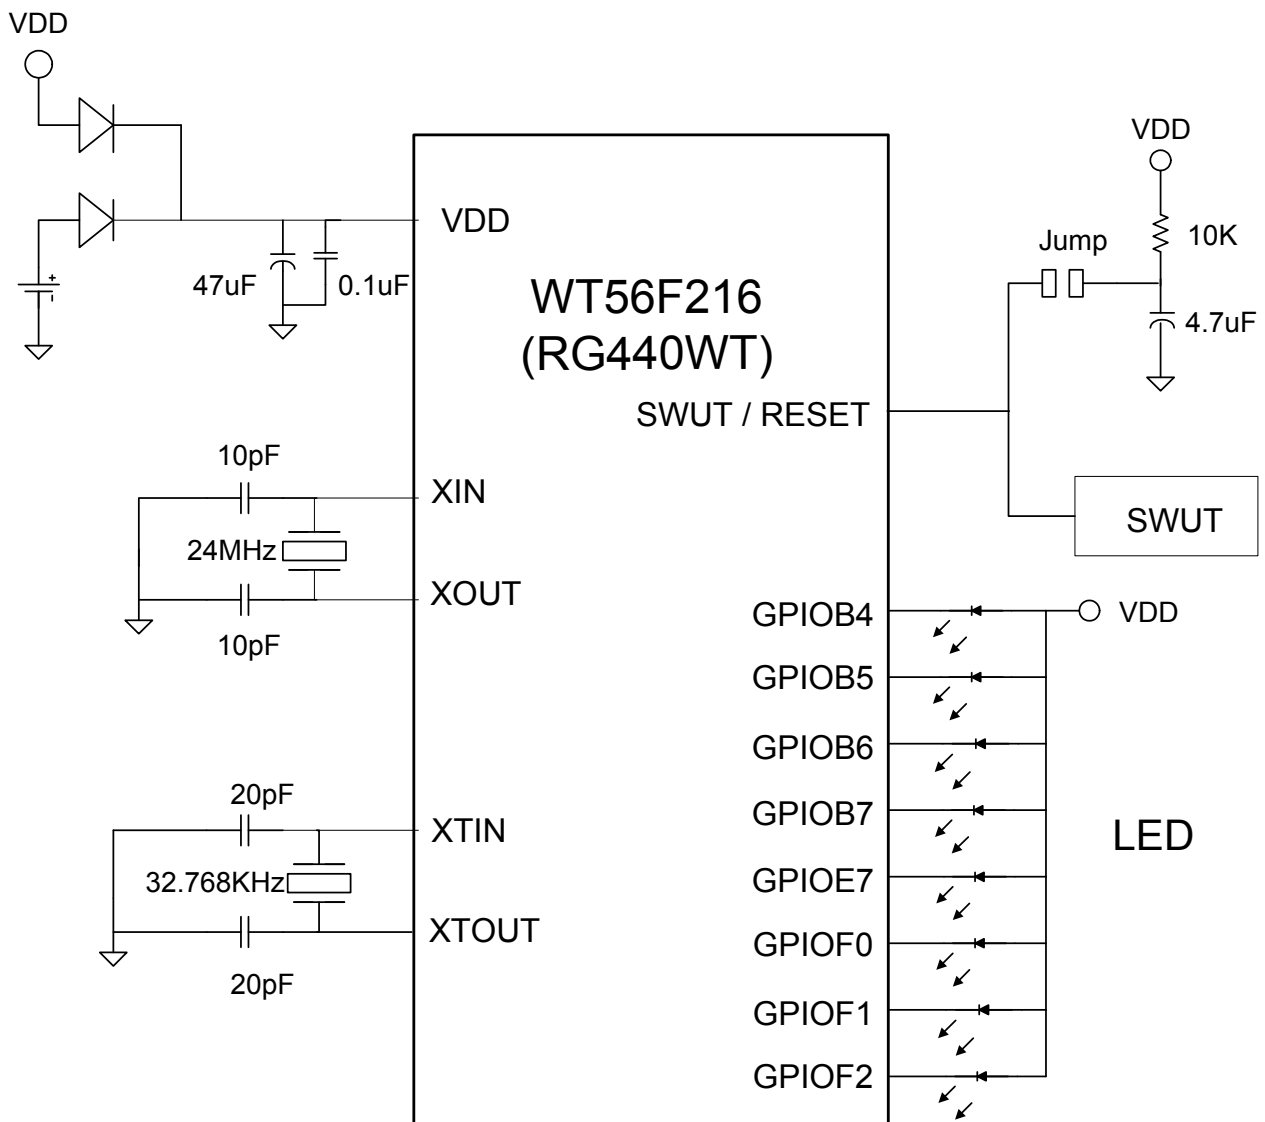 VDD
VDD
VDD
Jump
10K
47uF
0.1uF
4.7uF
WT56F216
(RG440WT)
SWUT / RESET
10pF
XIN
SWUT
24MHz
XOUT
10pF
GPIOB4
VDD
GPIOB5
GPIOB6
20pF
GPIOB7
XTIN
LED
32.768KHz
GPIOE7
XTOUT
GPIOF0
20pF
GPIOF1
GPIOF2